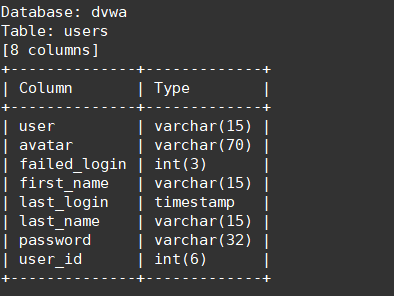 Database: dvwa
Table: users
[8 columns]
+--------------+-------------+
| Column       | Type        |
+--------------+-------------+
| user         | varchar(15) |
| avatar       | varchar(70) |
| failed_login | int(3)      |
| first_name   | varchar(15) |
| last_login   | timestamp   |
| last_name    | varchar(15) |
| password     | varchar(32) |
| user_id      | int(6)      |
+--------------+-------------+